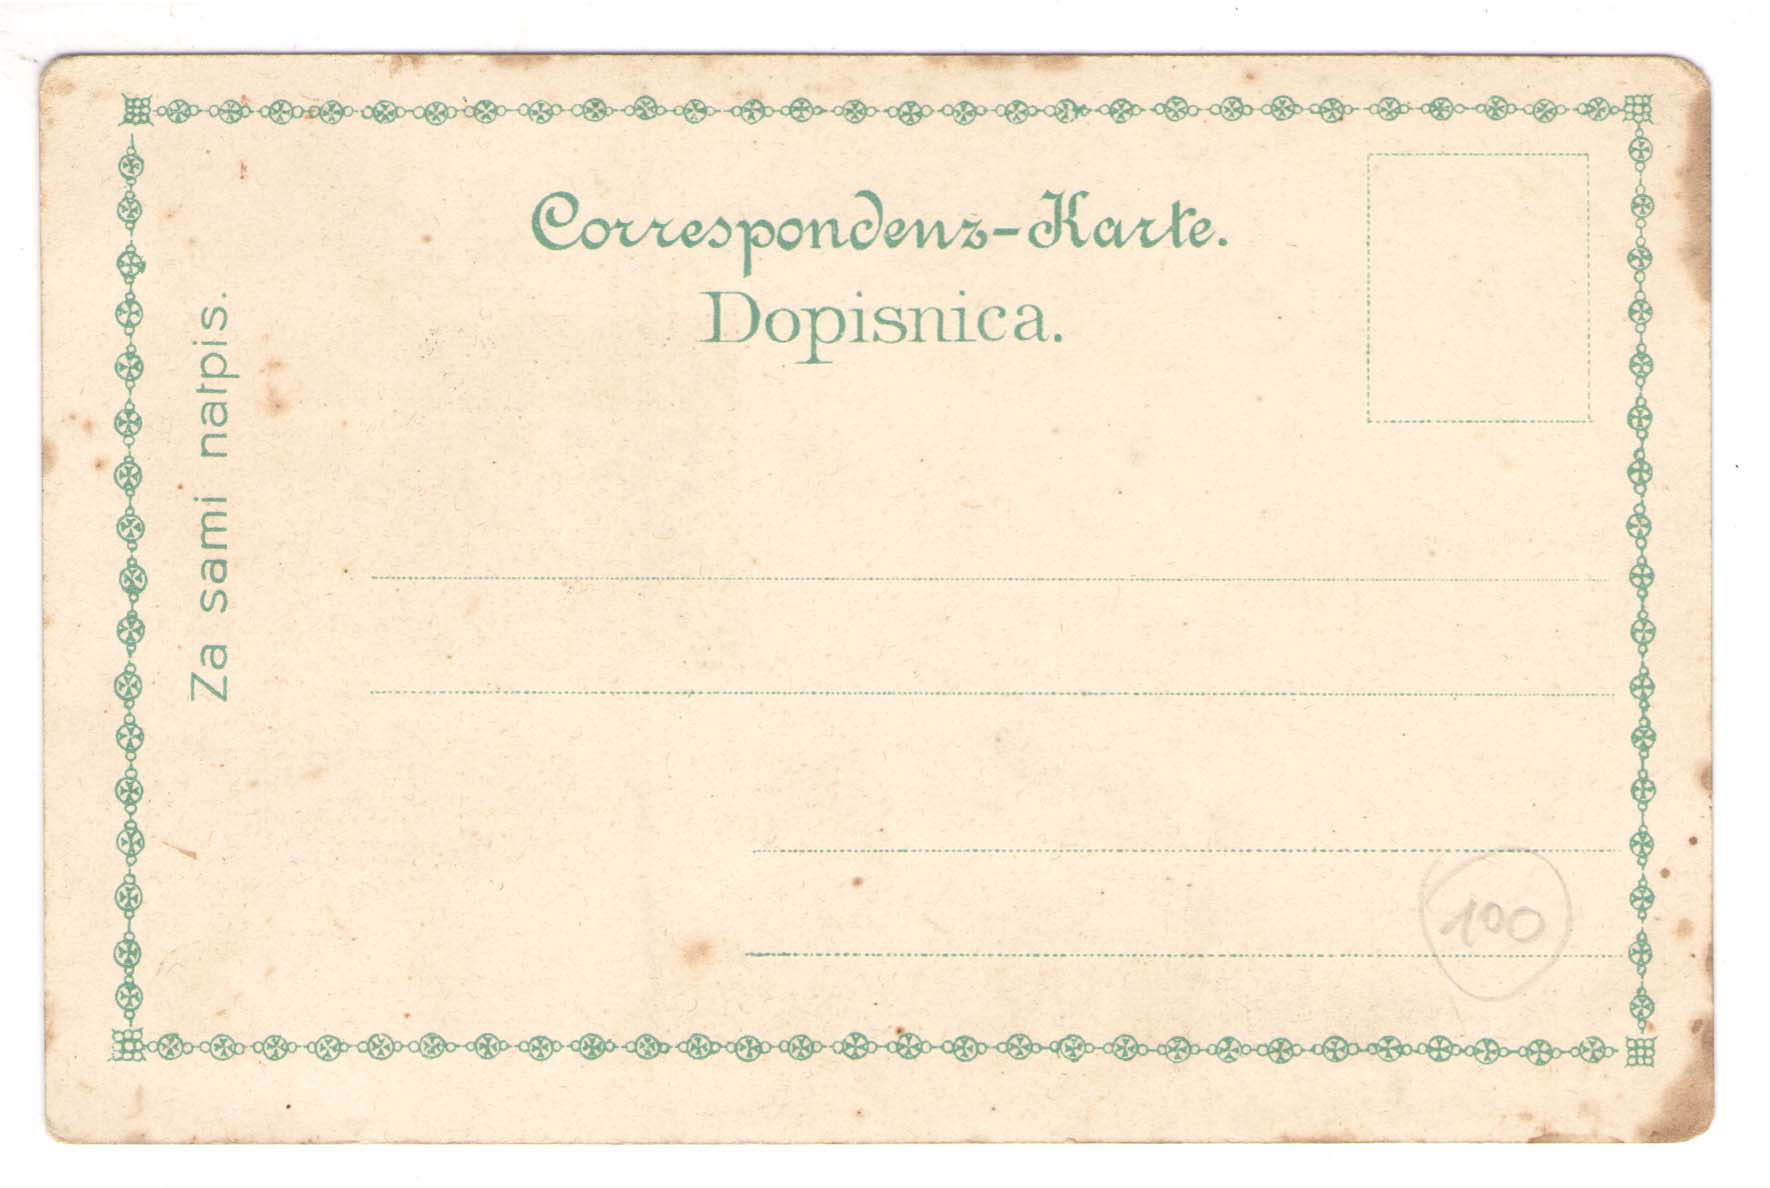 Correspondenz-Karte.
Dopisnica.
Za sami natpis.
100